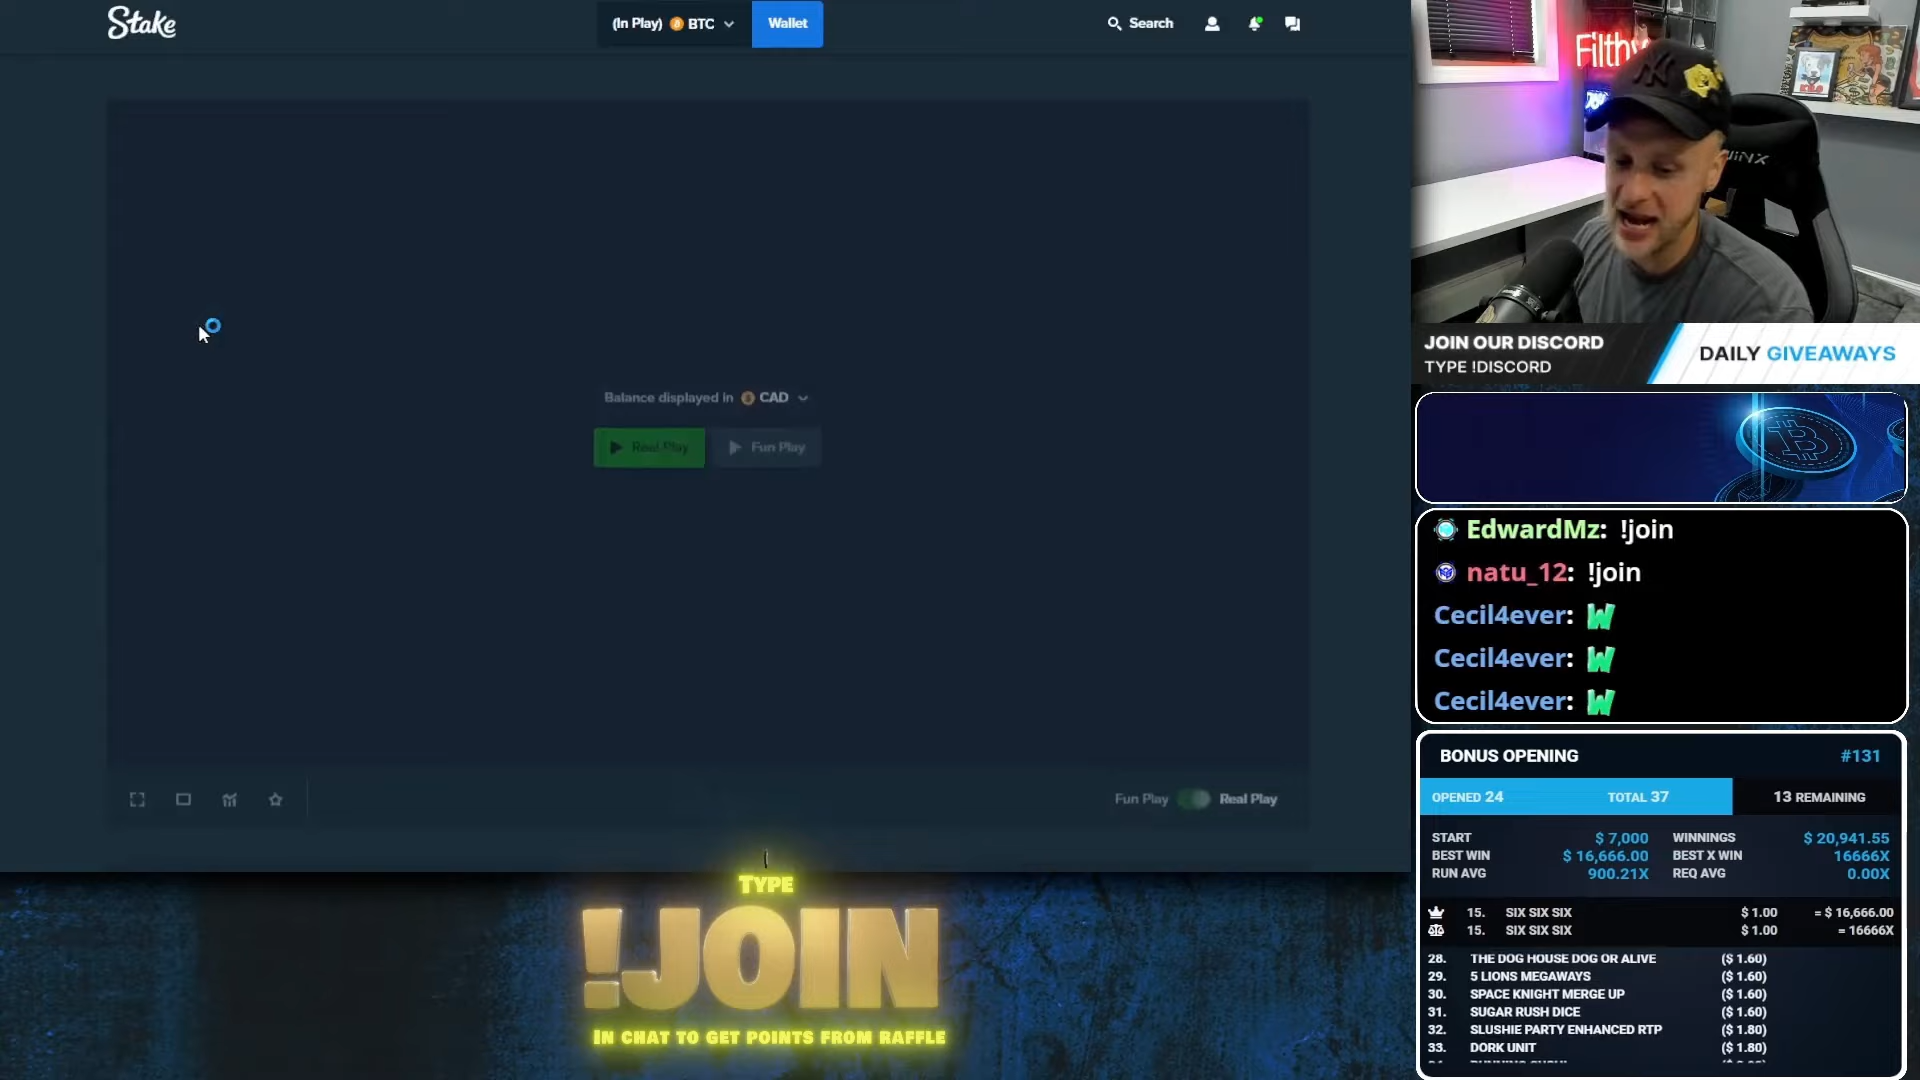 Stake
(In Play) BTC
Wallet
Search
Balance displayed in CAD
Real Play
Fun Play
Fun Play Real Play
TYPE
!JOIN
IN CHAT TO GET POINTS FROM RAFFLE
JOIN OUR DISCORD
TYPE !DISCORD
DAILY GIVEAWAYS
EdwardMz: !join
natu_12: !join
Cecil4ever: W
Cecil4ever: W
Cecil4ever: W
BONUS OPENING #131
OPENED 24 TOTAL 37 13 REMAINING
START $ 7,000 WINNINGS $ 20,941.55
BEST WIN $ 16,666.00 BEST X WIN 16666X
RUN AVG 900.21X REQ AVG 0.00X
15. SIX SIX SIX $ 1.00 = $ 16,666.00
15. SIX SIX SIX $ 1.00 = 16666X
28. THE DOG HOUSE DOG OR ALIVE ($ 1.60)
29. 5 LIONS MEGAWAYS ($ 1.60)
30. SPACE KNIGHT MERGE UP ($ 1.60)
31. SUGAR RUSH DICE ($ 1.60)
32. SLUSHIE PARTY ENHANCED RTP ($ 1.80)
33. DORK UNIT ($ 1.80)